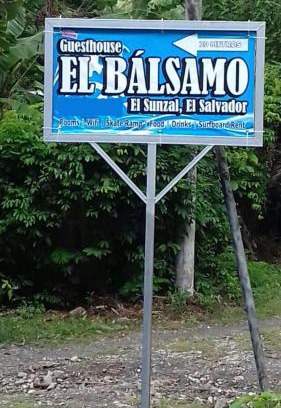 Guesthouse
20 METROS
EL BÁLSAMO
El Sunzal, El Salvador
Rooms | Wifi | Skate Ramp | Food | Drinks | Surfboard Rent